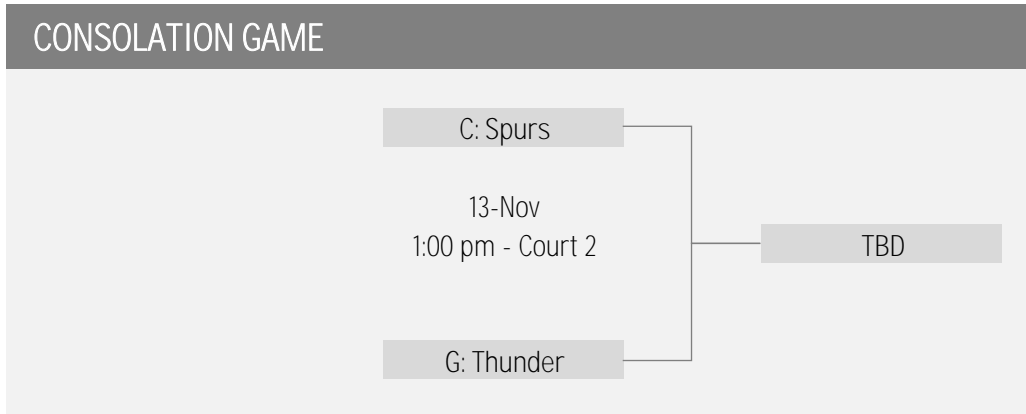 CONSOLATION GAME
C: Spurs
13-Nov
1:00 pm - Court 2
TBD
G: Thunder